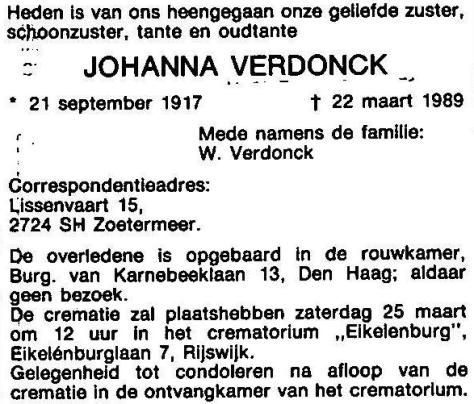 Heden is van ons heengegaan onze geliefde zuster,
schoonzuster, tante en oudtante
JOHANNA VERDONCK
* 21 september 1917 † 22 maart 1989
Mede namens de familie:
W. Verdonck
Correspondentieadres:
Lissenvaart 15,
2724 SH Zoetermeer.
De overledene is opgebaard in de rouwkamer,
Burg. van Karnebeeklaan 13, Den Haag; aldaar
geen bezoek.
De crematie zal plaatshebben zaterdag 25 maart
om 12 uur in het crematorium „Eikelenburg",
Eikelenburglaan 7, Rijswijk.
Gelegenheid tot condoleren na afloop van de
crematie in de ontvangkamer van het crematorium.